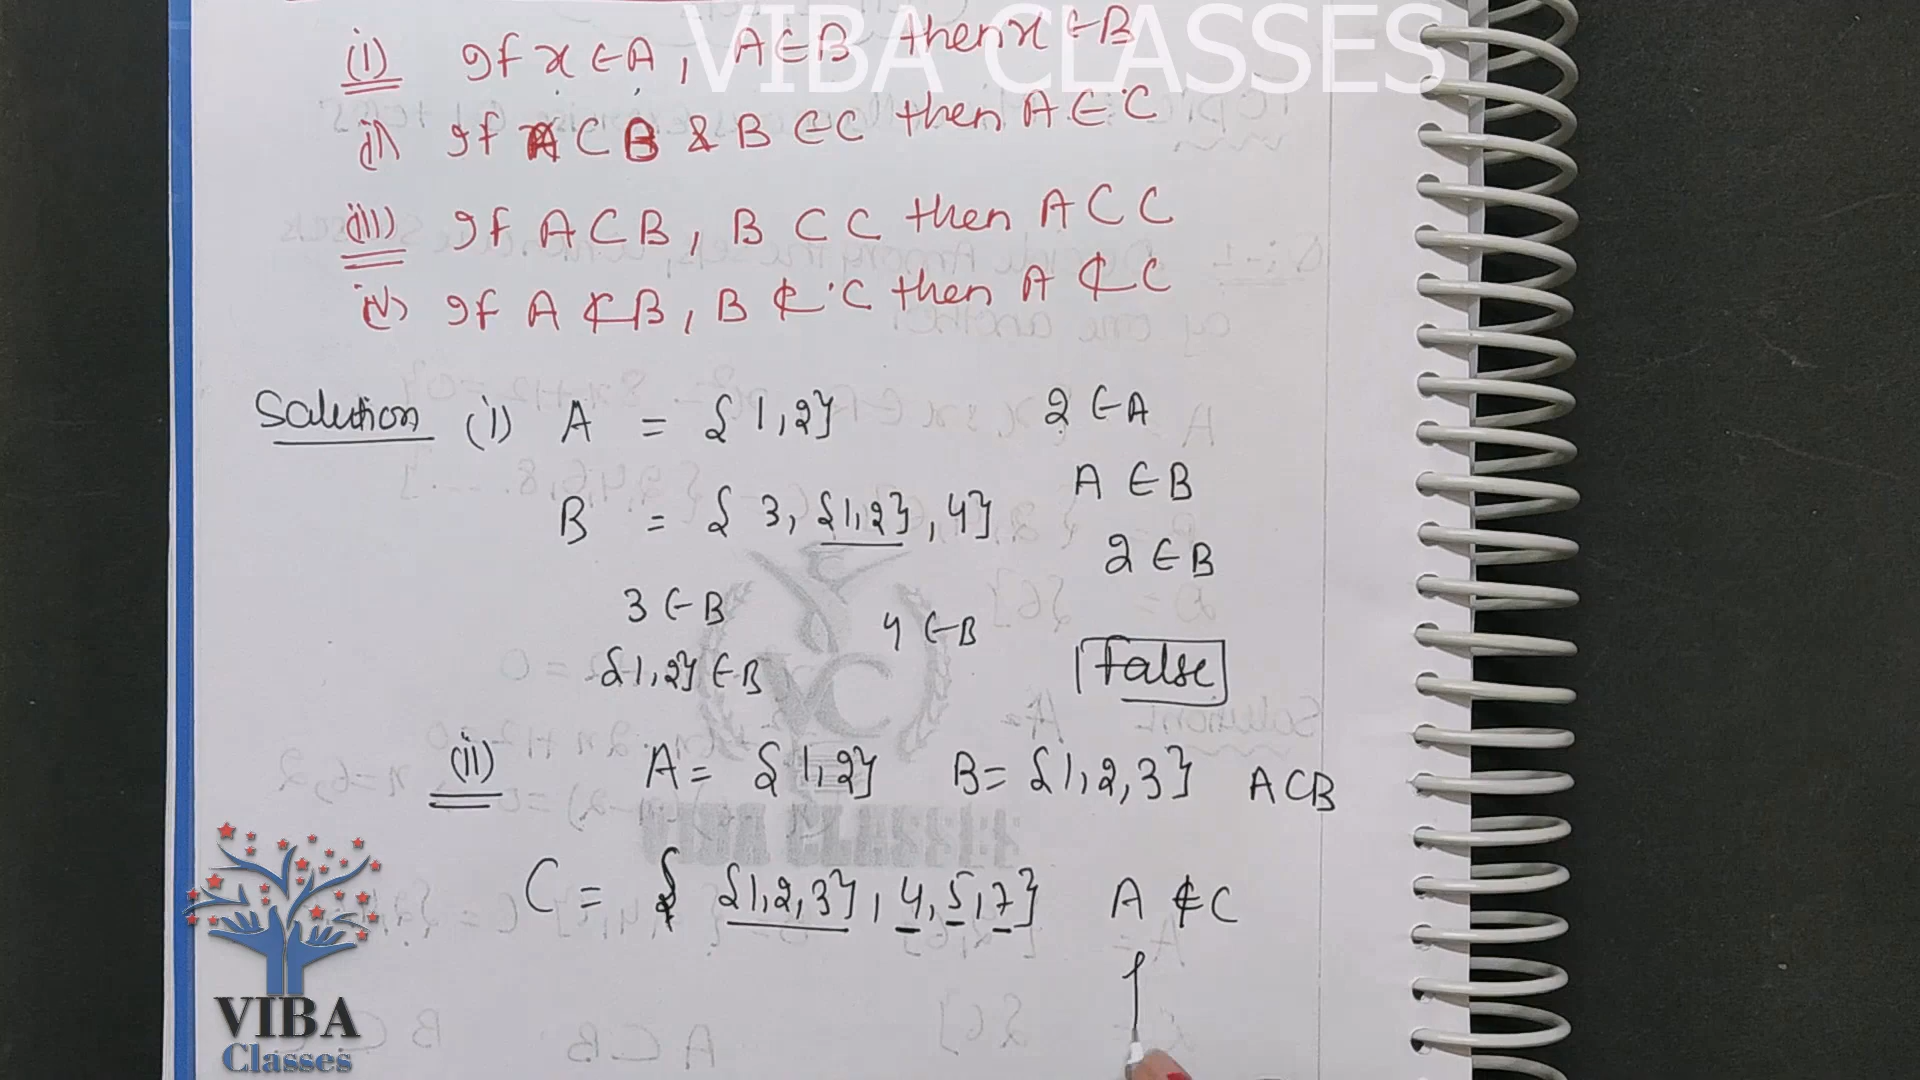 VIBA CLASSES
(i) If x ∈ A, A ∈ B then x ∈ B
(ii) If A ⊂ B & B ∈ C then A ∈ C
(iii) If A ⊂ B, B ⊂ C then A ⊂ C
(iv) If A ⊄ B, B ⊄ C then A ⊄ C
Solution (i) A = {1,2} 2 ∈ A
B = {3, {1,2}, 4} A ∈ B
2 ∈ B
3 ∈ B 4 ∈ B
{1,2} ∈ B False
(ii) A = {1,2} B = {1,2,3} A ⊂ B
C = { {1,2,3}, 4, 5, 7} A ∉ C
VIBA
Classes